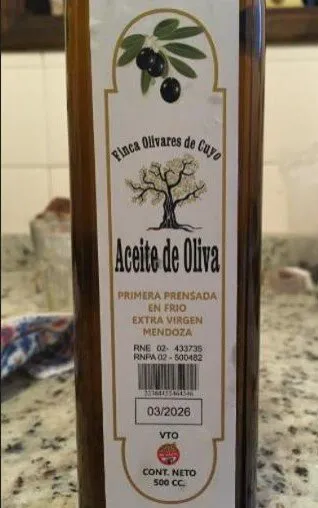 Finca Olivares de Cuyo
Aceite de Oliva
PRIMERA PRENSADA
EN FRIO
EXTRA VIRGEN
MENDOZA
RNE 02- 433735
RNPA 02 - 500482
03/2026
VTO
CONT. NETO
500 CC.